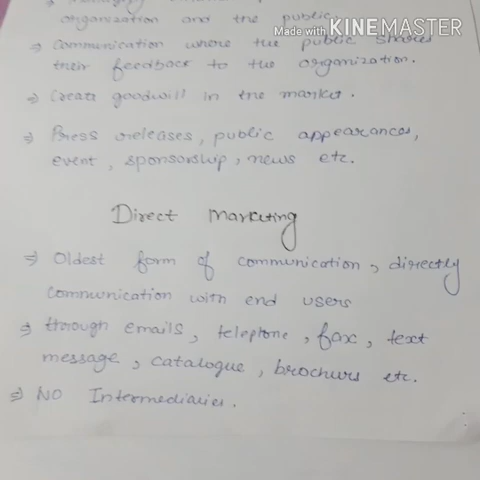 organization and the public
Made with KINEMASTER
⇒ Communication where the public shares
their feedback to the organization.
⇒ Create goodwill in the market.
⇒ Press releases, public appearances,
event, sponsorship, news etc.
Direct Marketing
⇒ Oldest form of communication, directly
communication with end users
⇒ through emails, telephone, fax, text
message, catalogue, brochurs etc.
⇒ NO Intermediaries.